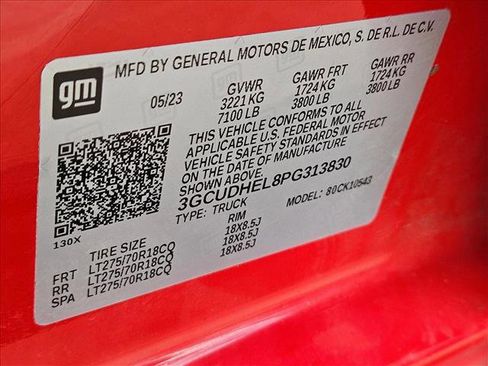 gm
MFD BY GENERAL MOTORS DE MEXICO, S. DE R.L. DE C.V.
05/23 GVWR GAWR FRT GAWR RR
3221 KG 1724 KG 1724 KG
7100 LB 3800 LB 3800 LB
THIS VEHICLE CONFORMS TO ALL
APPLICABLE U.S. FEDERAL MOTOR
VEHICLE SAFETY STANDARDS IN EFFECT
ON THE DATE OF MANUFACTURE
SHOWN ABOVE.
3GCUDHEL8PG313830
TYPE: TRUCK MODEL: 80CK10543
130X
TIRE SIZE RIM
FRT LT275/70R18CQ 18X8.5J
RR LT275/70R18CQ 18X8.5J
SPA LT275/70R18CQ 18X8.5J